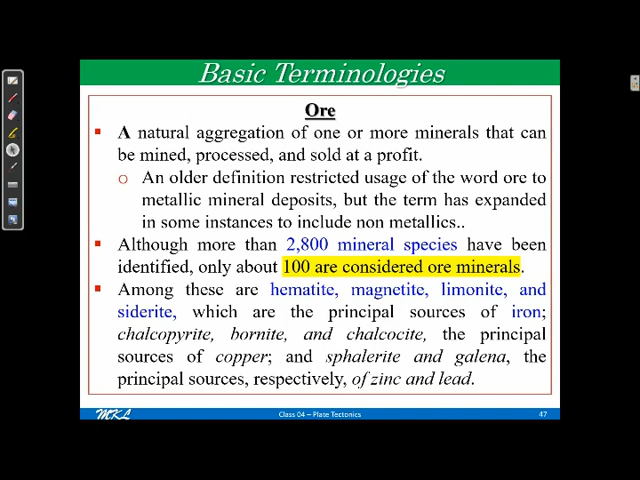 Basic Terminologies
Ore
▪ A natural aggregation of one or more minerals that can
be mined, processed, and sold at a profit.
o An older definition restricted usage of the word ore to
metallic mineral deposits, but the term has expanded
in some instances to include non metallics..
▪ Although more than 2,800 mineral species have been
identified, only about 100 are considered ore minerals.
▪ Among these are hematite, magnetite, limonite, and
siderite, which are the principal sources of iron;
chalcopyrite, bornite, and chalcocite, the principal
sources of copper; and sphalerite and galena, the
principal sources, respectively, of zinc and lead.
MKL Class 04 – Plate Tectonics 47